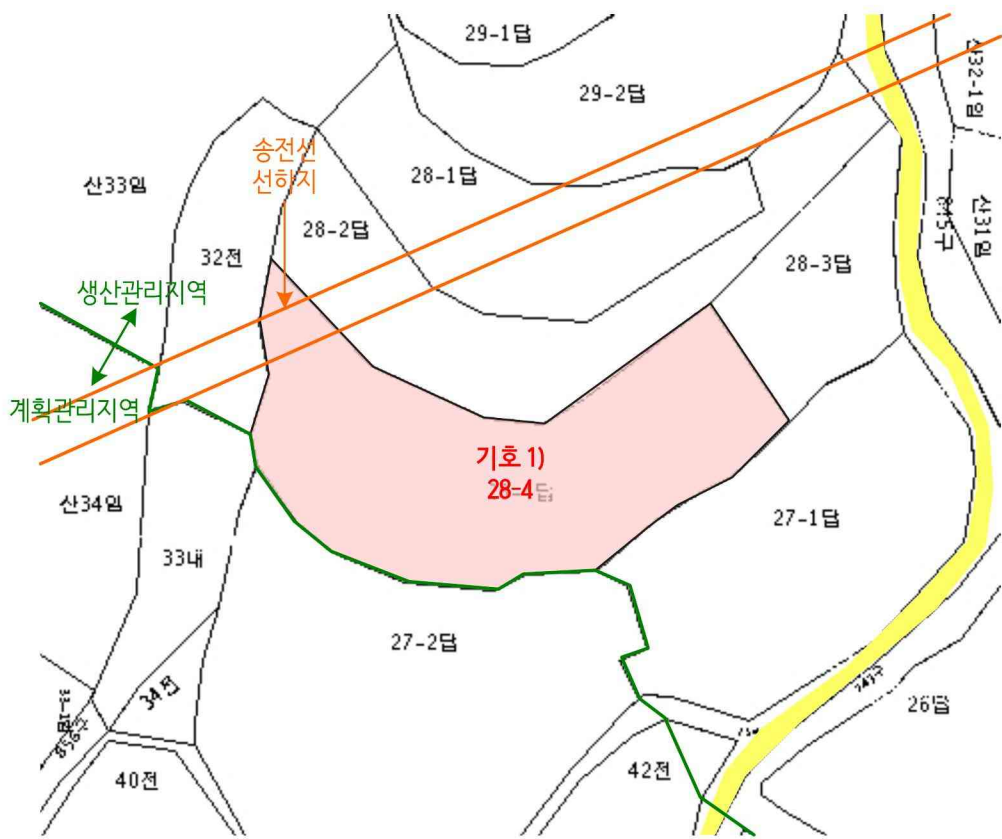 29-1답
29-2답
산32-1임
송전선
선하지
산33임
28-1답
28-2답
산31임
32전
28-3답
생산관리지역
계획관리지역
기호 1)
28-4답
산34임
27-1답
33내
27-2답
34전
26답
40전
42전